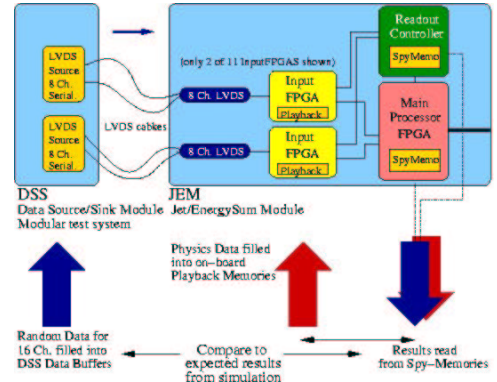 LVDS
Source
8 Ch.
Serial
LVDS
Source
8 Ch.
Serial
LVDS cabkes
(only 2 of 11 InputFPGAS shown)
8 Ch. LVDS
8 Ch. LVDS
Input
FPGA
Playback
Input
FPGA
Playback
Readout
Controller
SpyMemo
Main
Processor
FPGA
SpyMemo
DSS
Data Source/Sink Module
Modular test system
JEM
Jet/EnergySum Module
Physics Data filled
into on-board
Playback Memories
Random Data for
16 Ch. filled into
DSS Data Buffers
Compare to
expected results
from simulation
Results read
from Spy-Memories